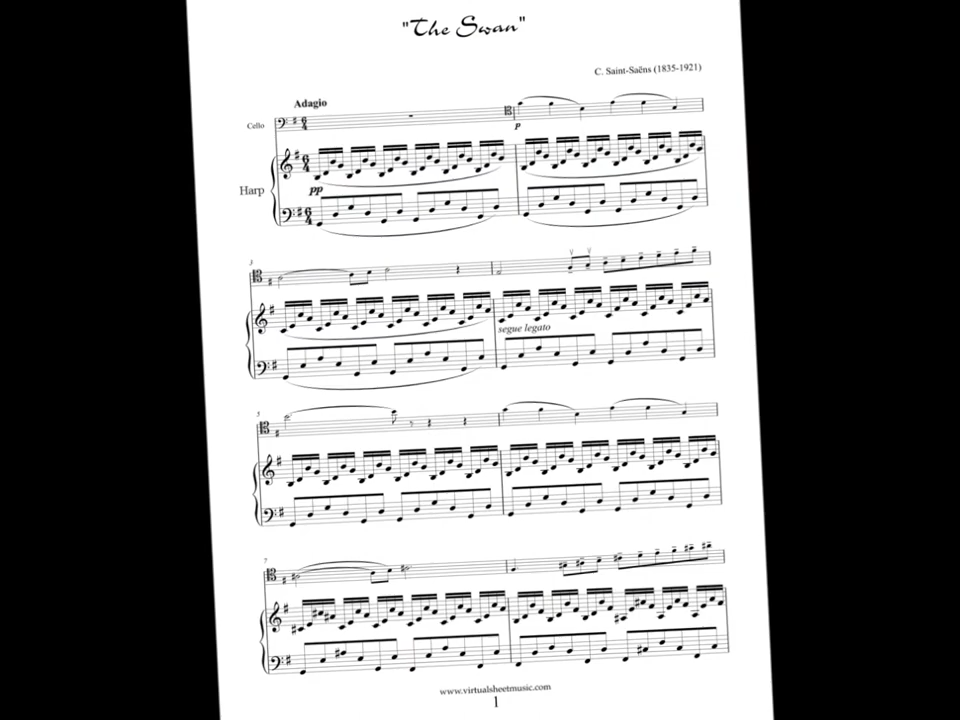 "The Swan"
C. Saint-Saëns (1835-1921)
Adagio
Cello
p
Harp
pp
3
segue legato
5
7
www.virtualsheetmusic.com
1